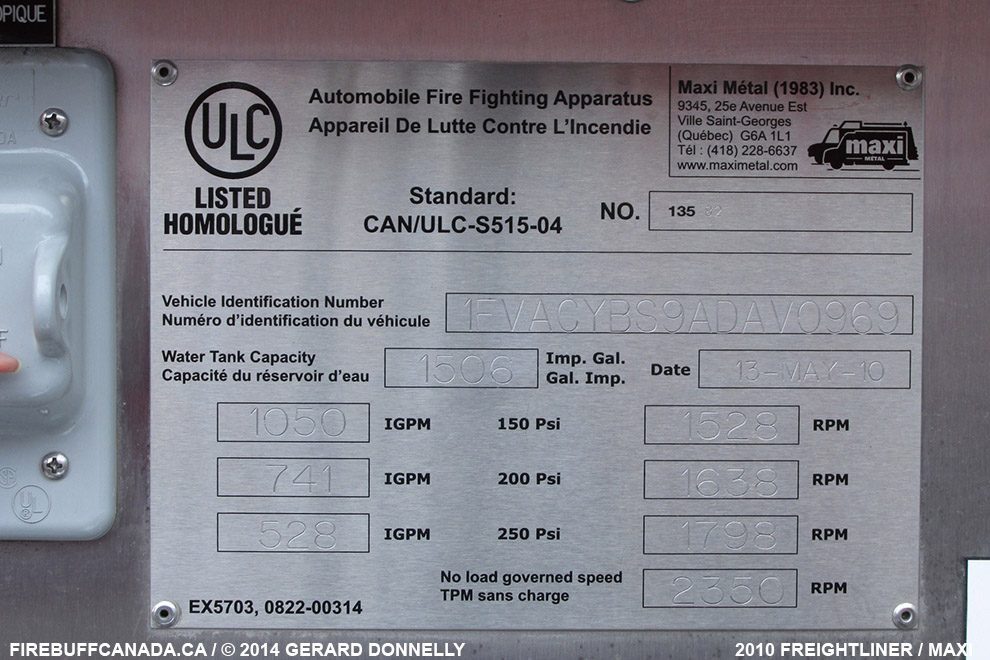 OPIQUE
ULC
LISTED
HOMOLOGUÉ
Automobile Fire Fighting Apparatus
Appareil De Lutte Contre L'Incendie
Standard:
CAN/ULC-S515-04
Maxi Métal (1983) Inc.
9345, 25e Avenue Est
Ville Saint-Georges
(Québec) G6A 1L1
Tél : (418) 228-6637
www.maximetal.com
maxi
MÉTAL
NO. 135
Vehicle Identification Number
Numéro d'identification du véhicule
1FVACYBS9ADAV0969
Water Tank Capacity
Capacité du réservoir d'eau
1506
Imp. Gal.
Gal. Imp.
Date 13-MAY-10
1050 IGPM 150 Psi 1528 RPM
741 IGPM 200 Psi 1638 RPM
528 IGPM 250 Psi 1798 RPM
No load governed speed
TPM sans charge
2350 RPM
EX5703, 0822-00314
UL
FIREBUFFCANADA.CA / © 2014 GERARD DONNELLY
2010 FREIGHTLINER / MAXI